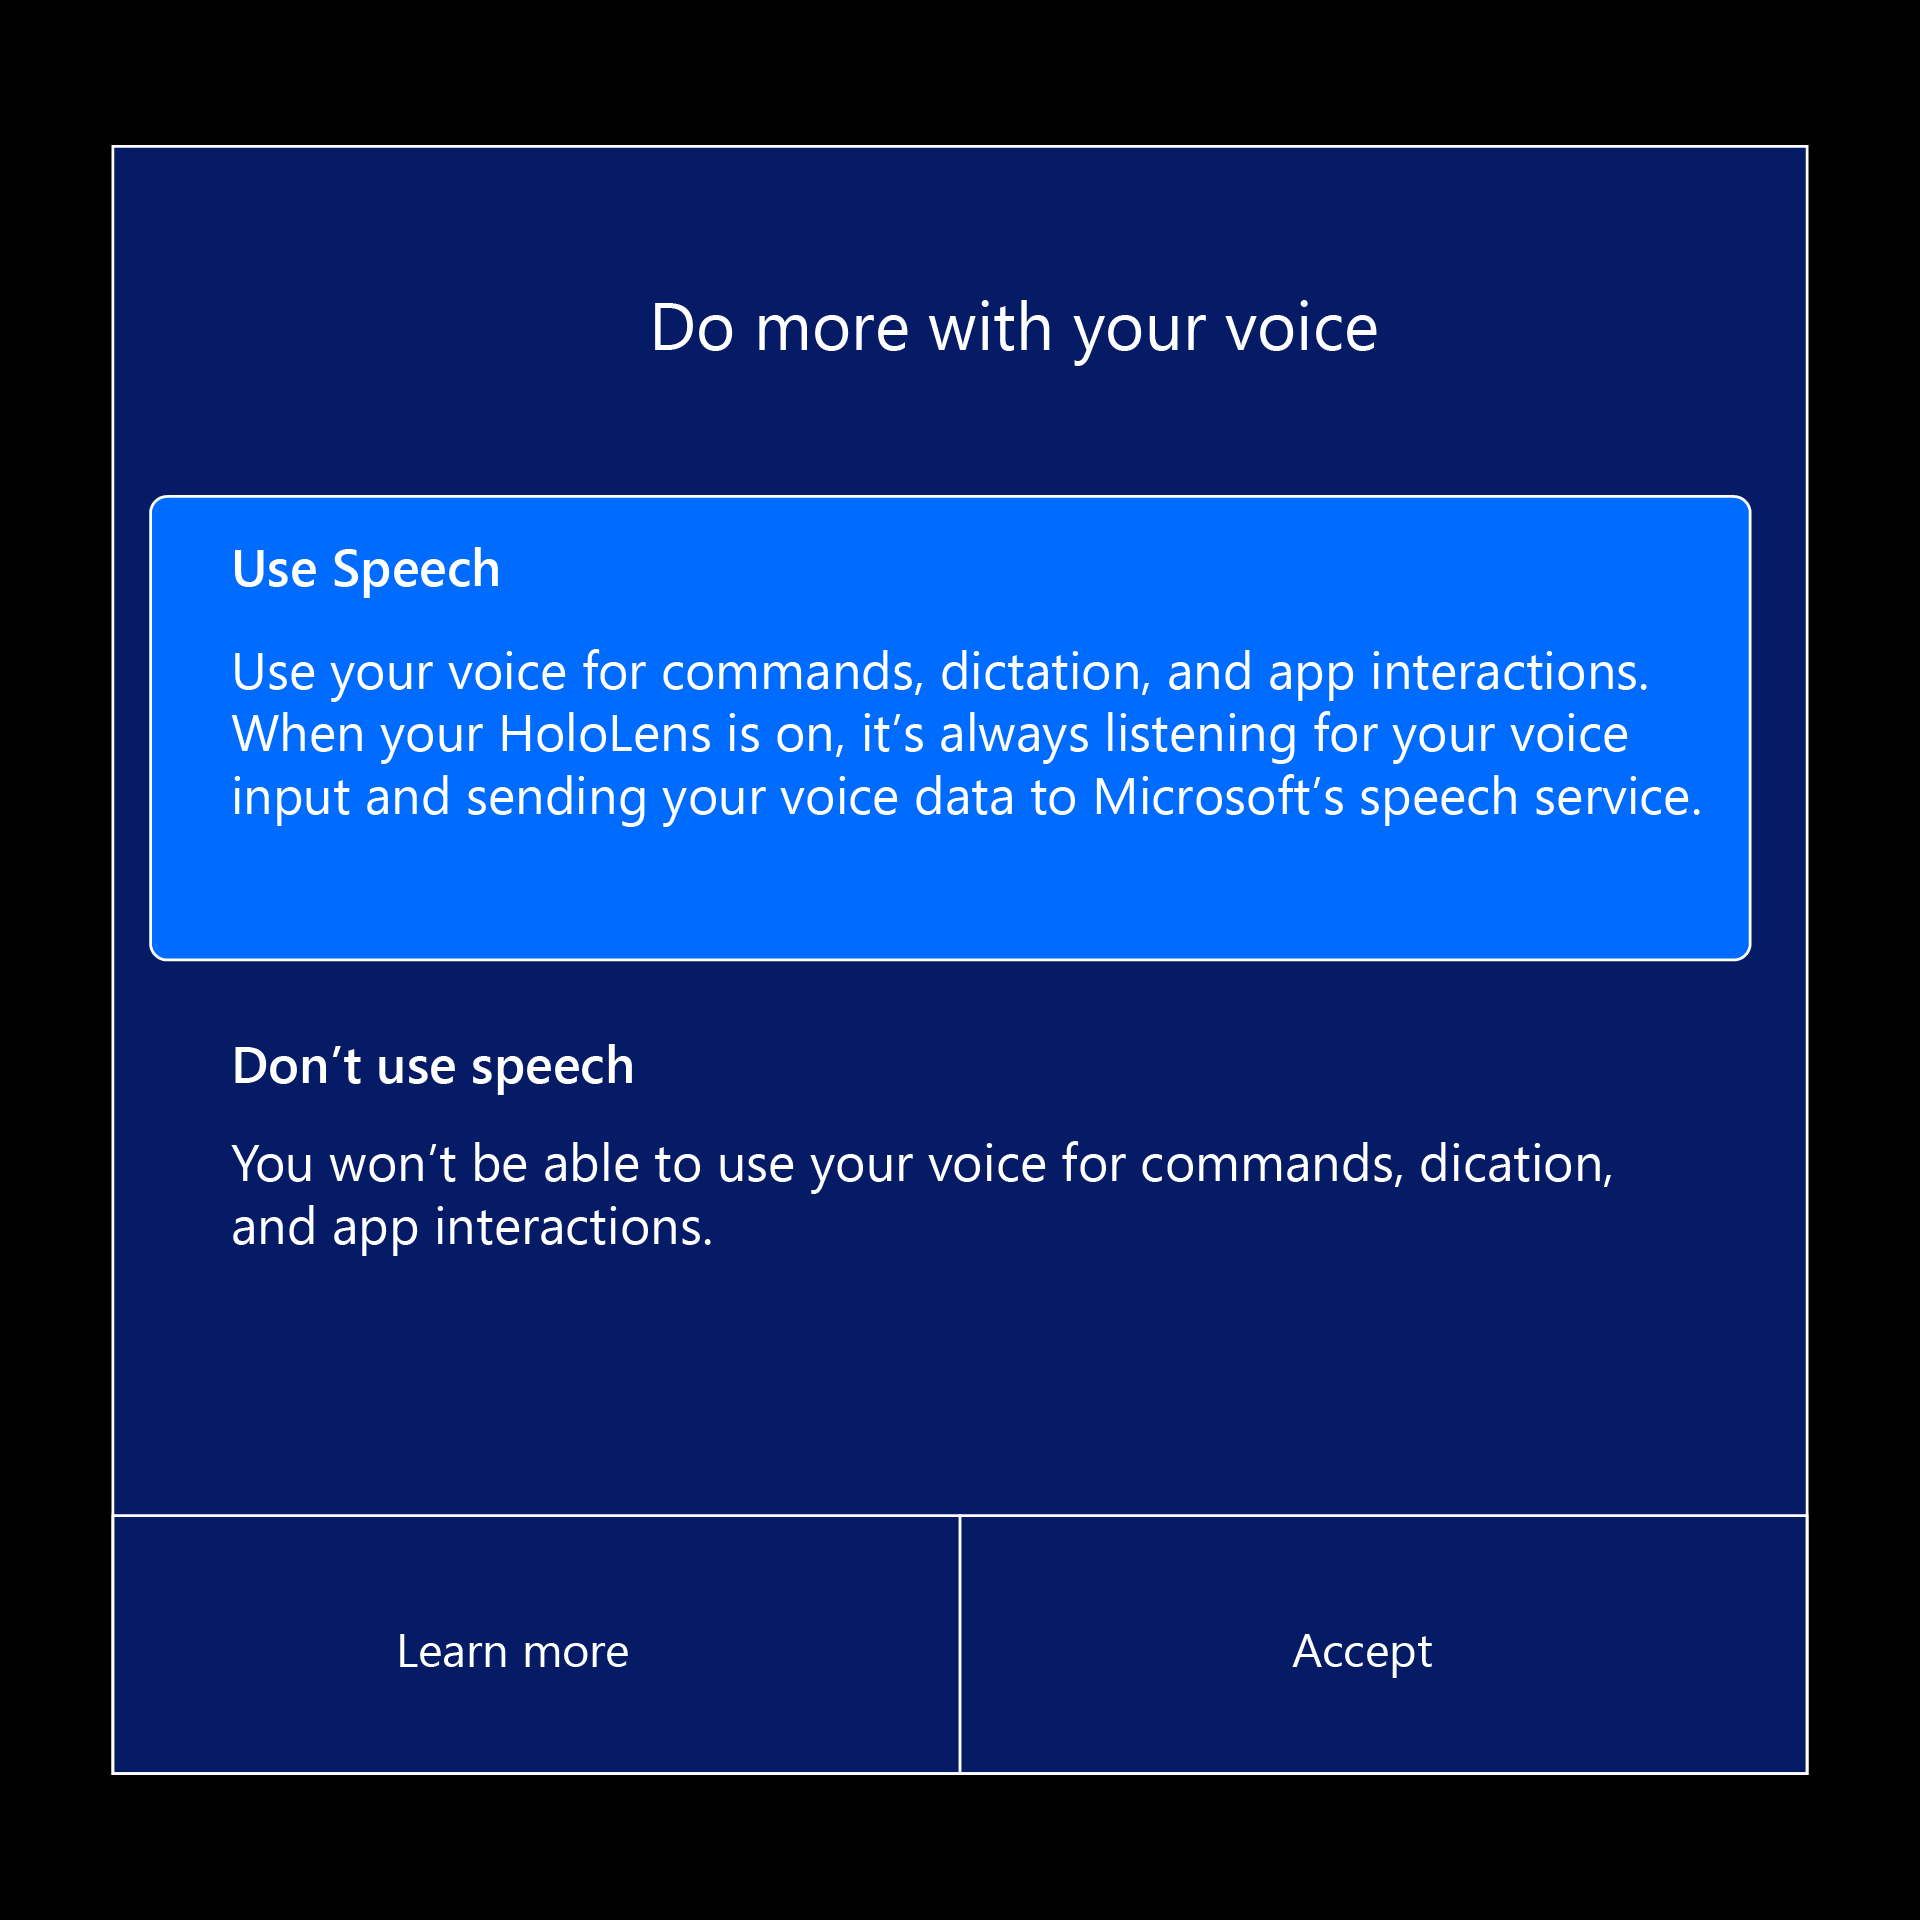 Do more with your voice
Use Speech
Use your voice for commands, dictation, and app interactions.
When your HoloLens is on, it’s always listening for your voice
input and sending your voice data to Microsoft’s speech service.
Don’t use speech
You won’t be able to use your voice for commands, dication,
and app interactions.
Learn more
Accept